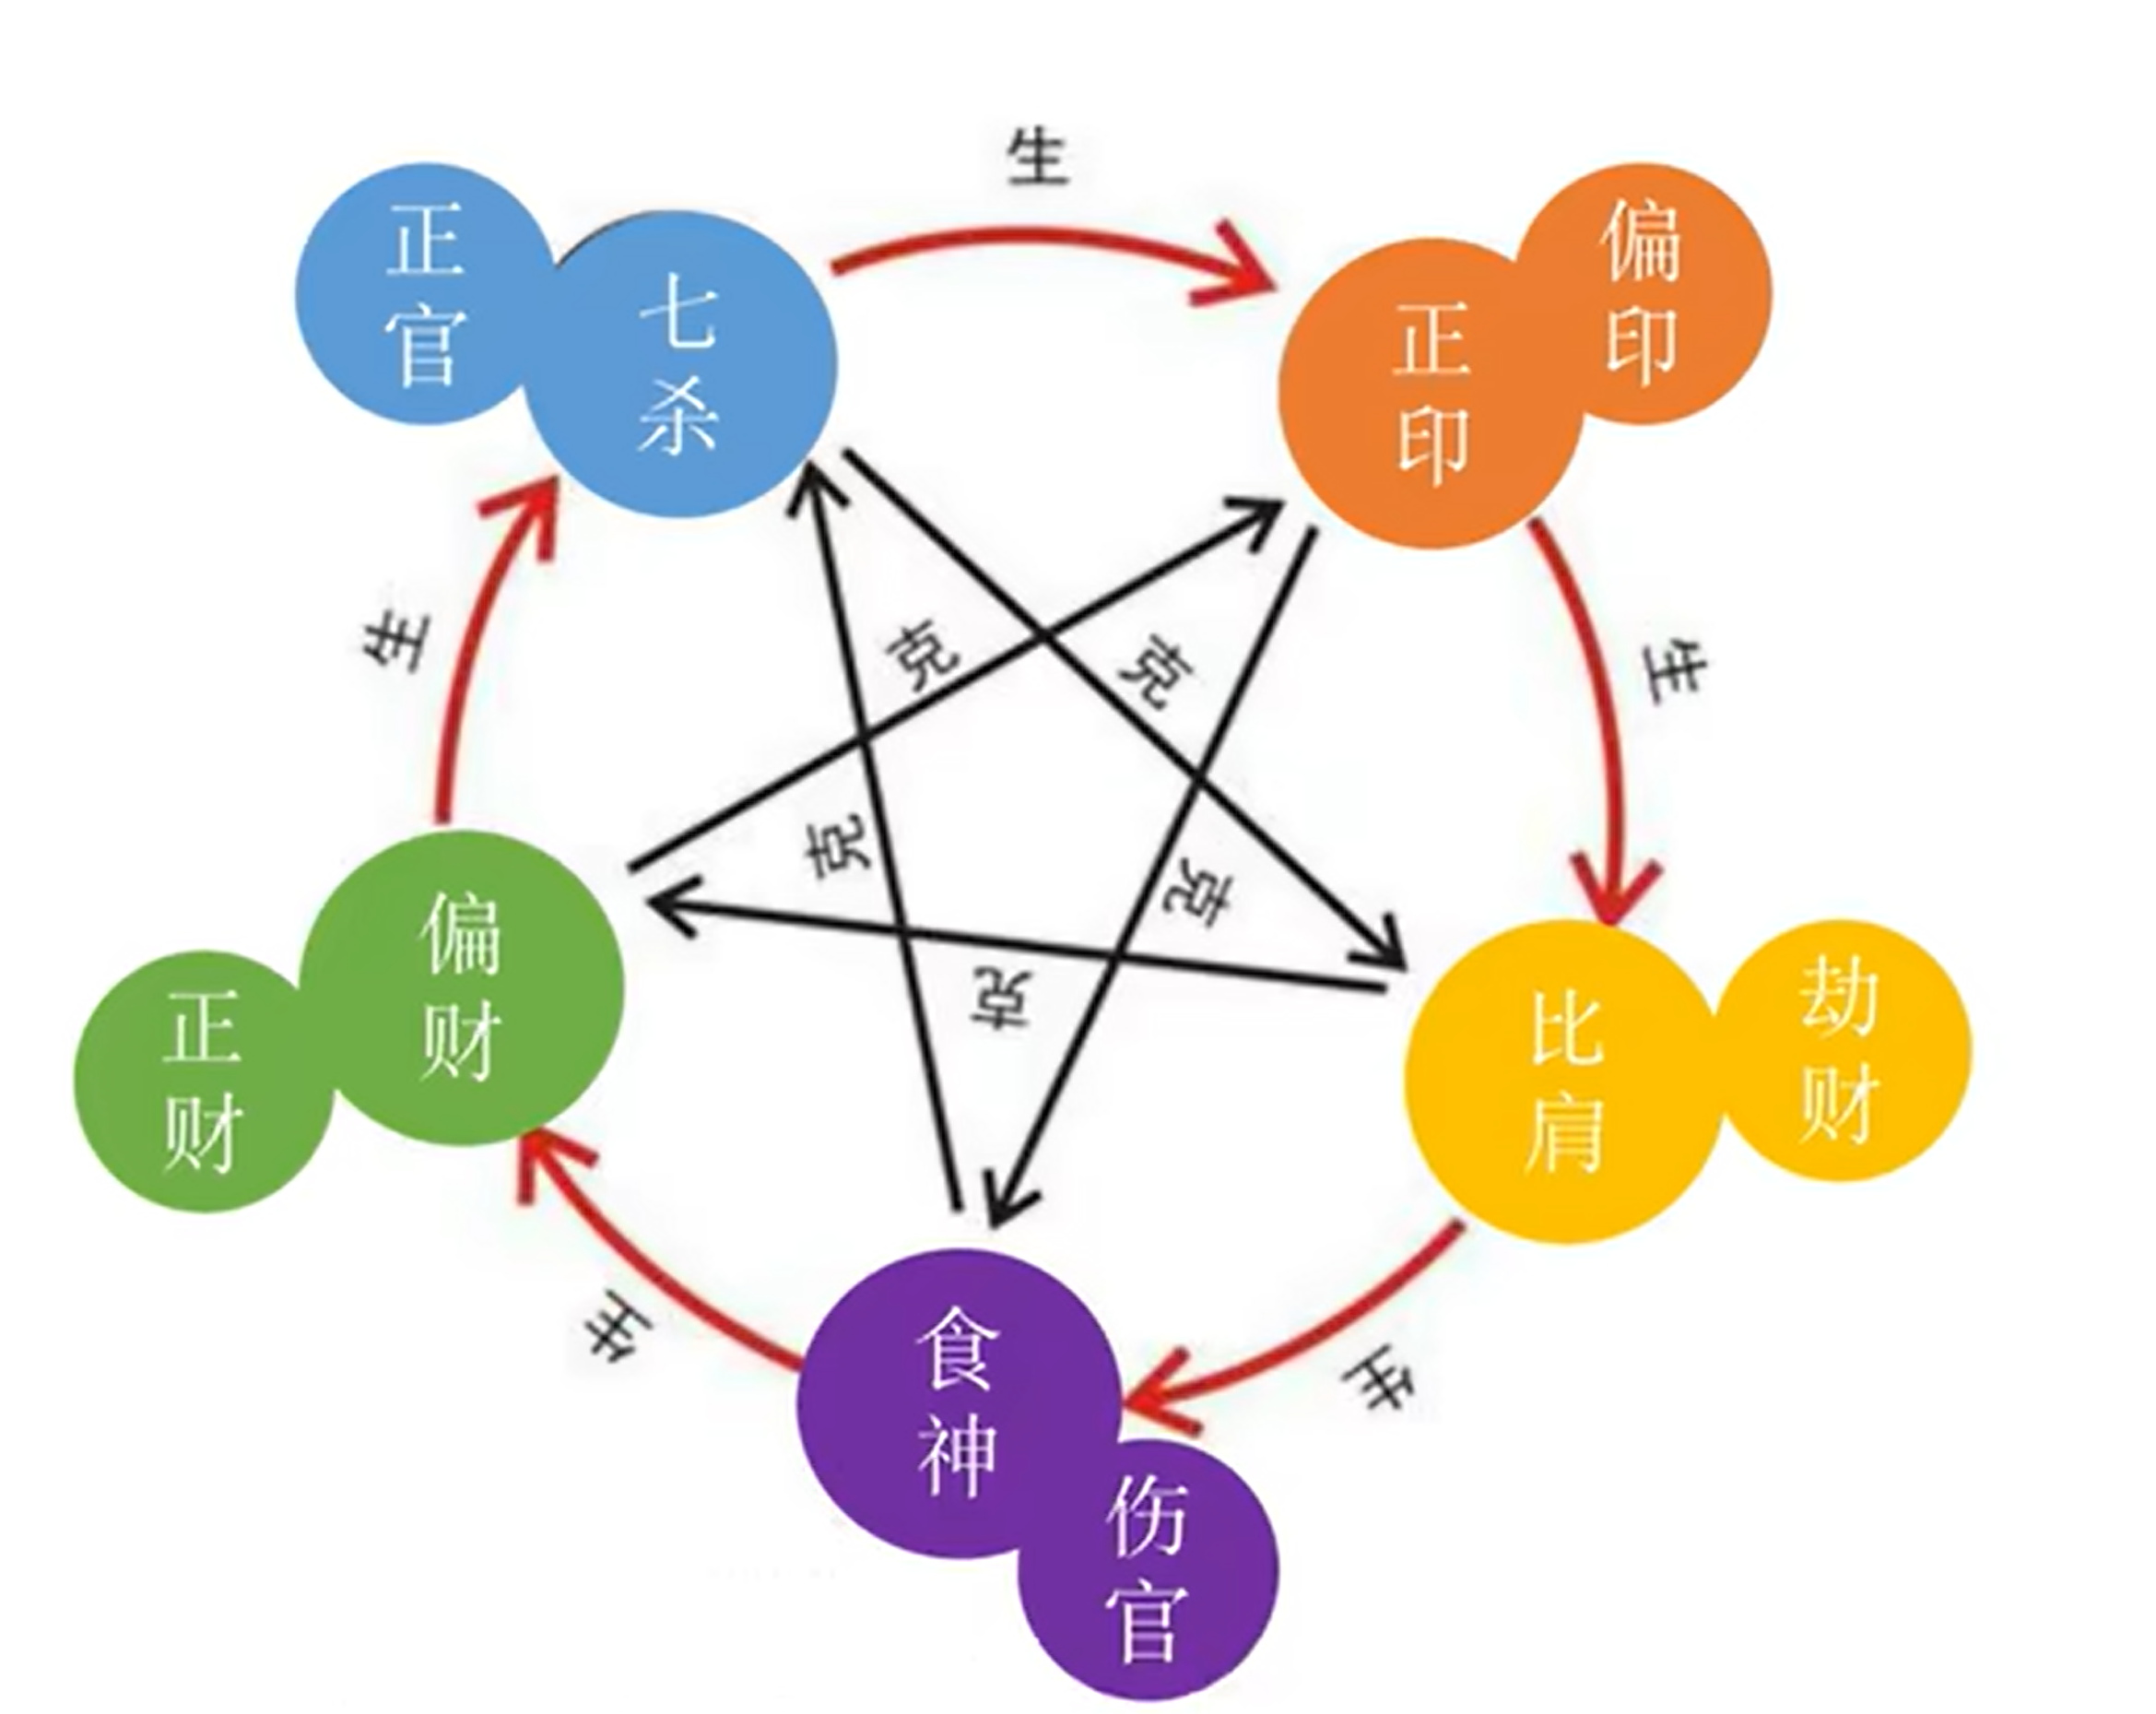 生
正官
七杀
偏印
正印
生
克
克
生
克
克
克
偏财
正财
比肩
劫财
生
生
食神
伤官